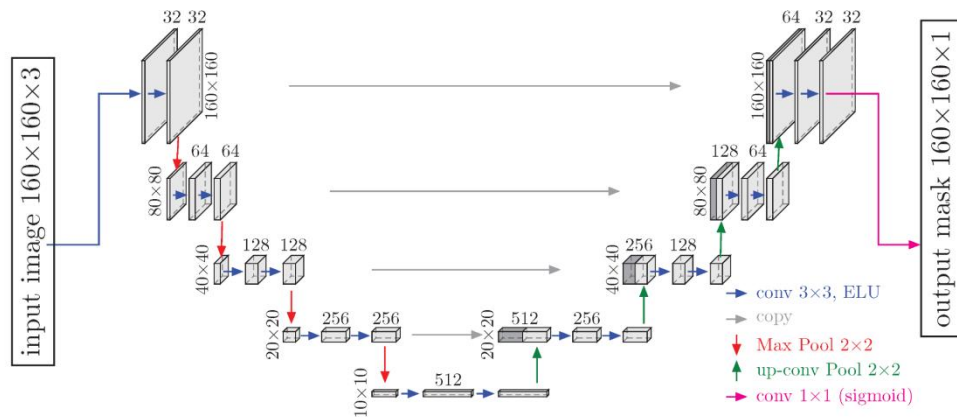 input image 160×160×3
32 32
160×160
64 64
80×80
128 128
40×40
256 256
20×20
512
10×10
512 256
20×20
256 128
40×40
128 64
80×80
64 32 32
160×160
output mask 160×160×1
conv 3×3, ELU
copy
Max Pool 2×2
up-conv Pool 2×2
conv 1×1 (sigmoid)